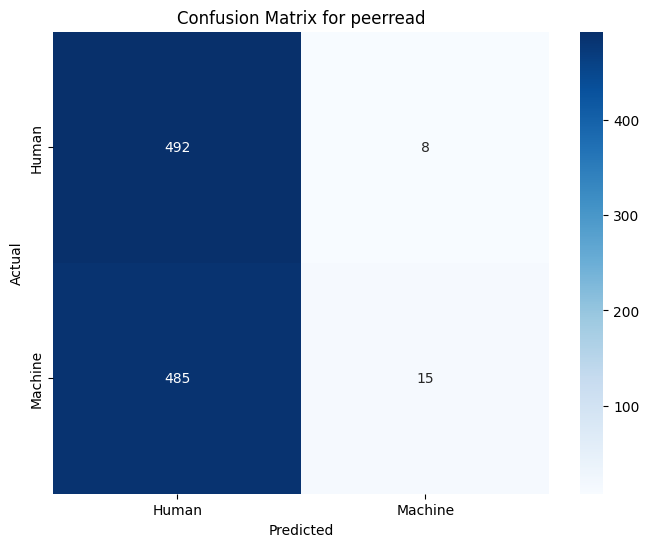 Confusion Matrix for peerread
Actual
Human
Machine
492
8
485
15
Human
Machine
Predicted
400
300
200
100